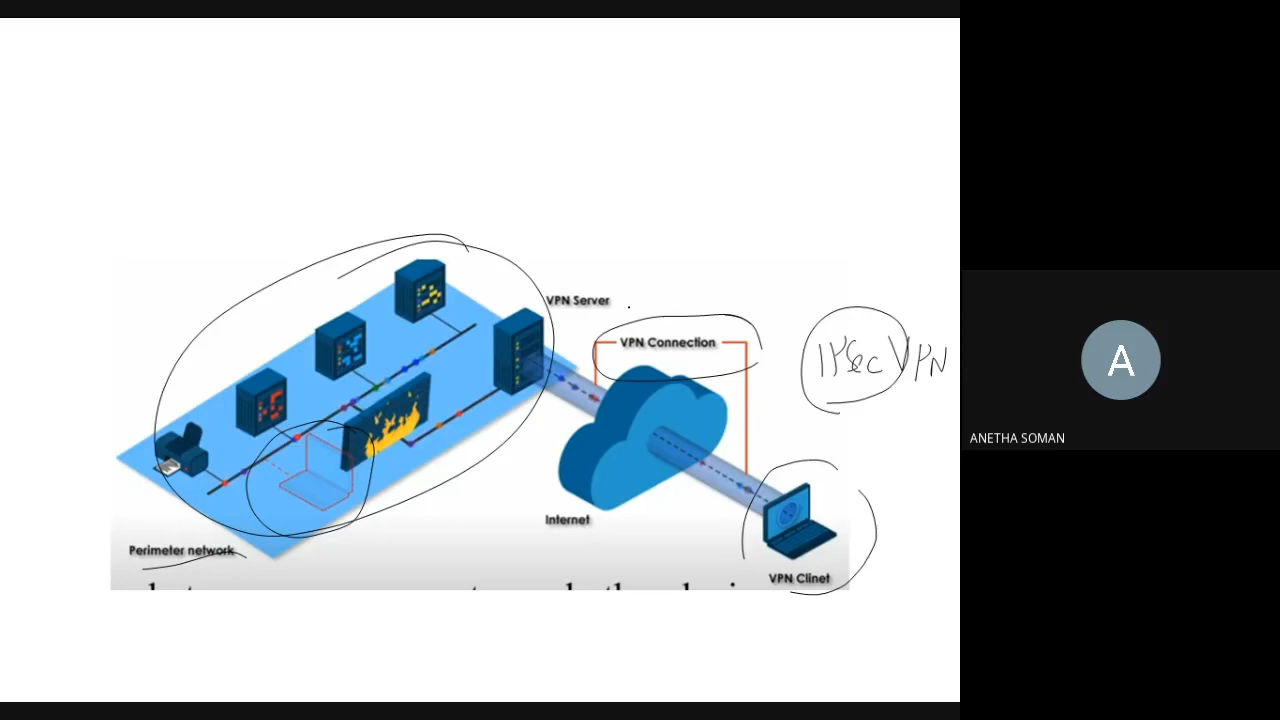 VPN Server
VPN Connection
IPSec VPN
A
ANETHA SOMAN
Internet
Perimeter network
VPN Clinet